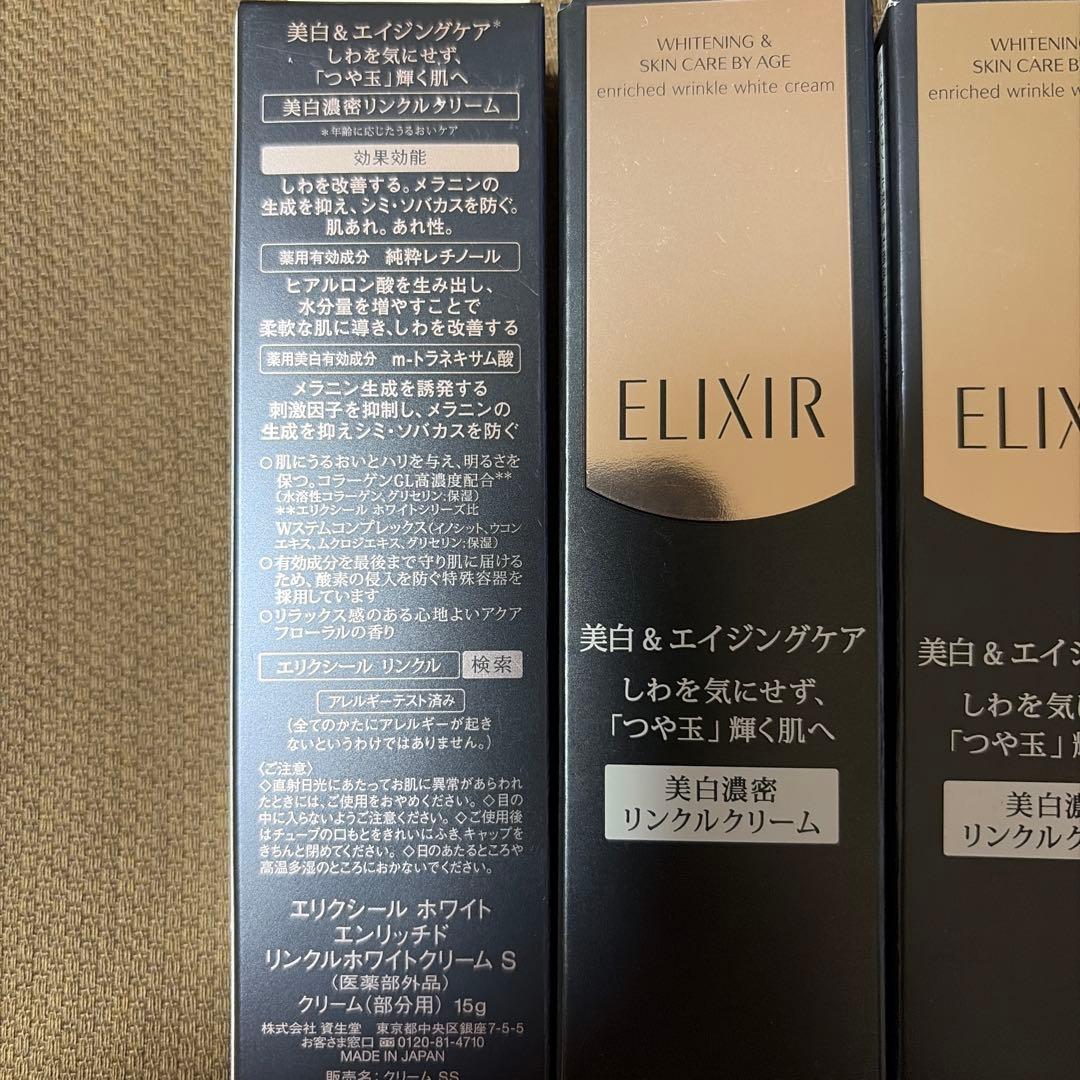 美白&エイジングケア*
しわを気にせず、
「つや玉」輝く肌へ
美白濃密リンクルクリーム
*年齢に応じたうるおいケア
効果効能
しわを改善する。メラニンの
生成を抑え、シミ・ソバカスを防ぐ。
肌あれ。あれ性。
薬用有効成分 純粋レチノール
ヒアルロン酸を生み出し、
水分量を増やすことで
柔軟な肌に導き、しわを改善する
薬用美白有効成分 m-トラネキサム酸
メラニン生成を誘発する
刺激因子を抑制し、メラニンの
生成を抑えシミ・ソバカスを防ぐ
○肌にうるおいとハリを与え、明るさを
保つ。コラーゲンGL高濃度配合**
(水溶性コラーゲン、グリセリン:保湿)
**エリクシール ホワイトシリーズ比
Wステムコンプレックス(イノシット、ウコン
エキス、ムクロジエキス、グリセリン:保湿)
○有効成分を最後まで守り肌に届ける
ため、酸素の侵入を防ぐ特殊容器を
採用しています
○リラックス感のある心地よいアクア
フローラルの香り
エリクシール リンクル 検索
アレルギーテスト済み
(全てのかたにアレルギーが起き
ないというわけではありません。)
〈ご注意〉
◇直射日光にあたってお肌に異常があらわれ
たときには、ご使用をおやめください。◇目の
中に入らないようご注意ください。◇ご使用後
はチューブの口もとをきれいにふき、キャップを
きちんと閉めてください。◇日のあたるところや
高温多湿のところにおかないでください。
エリクシール ホワイト
エンリッチド
リンクルホワイトクリーム S
(医薬部外品)
クリーム(部分用) 15g
株式会社 資生堂 東京都中央区銀座7-5-5
お客さま窓口 0120-81-4710
MADE IN JAPAN
販売名:クリーム SS
WHITENING &
SKIN CARE BY AGE
enriched wrinkle white cream
ELIXIR
美白&エイジングケア
しわを気にせず、
「つや玉」輝く肌へ
美白濃密
リンクルクリーム
WHITENING
SKIN CARE B
enriched wrinkle w
ELIX
美白&エイジ
しわを気に
「つや玉」
美白濃
リンクルク